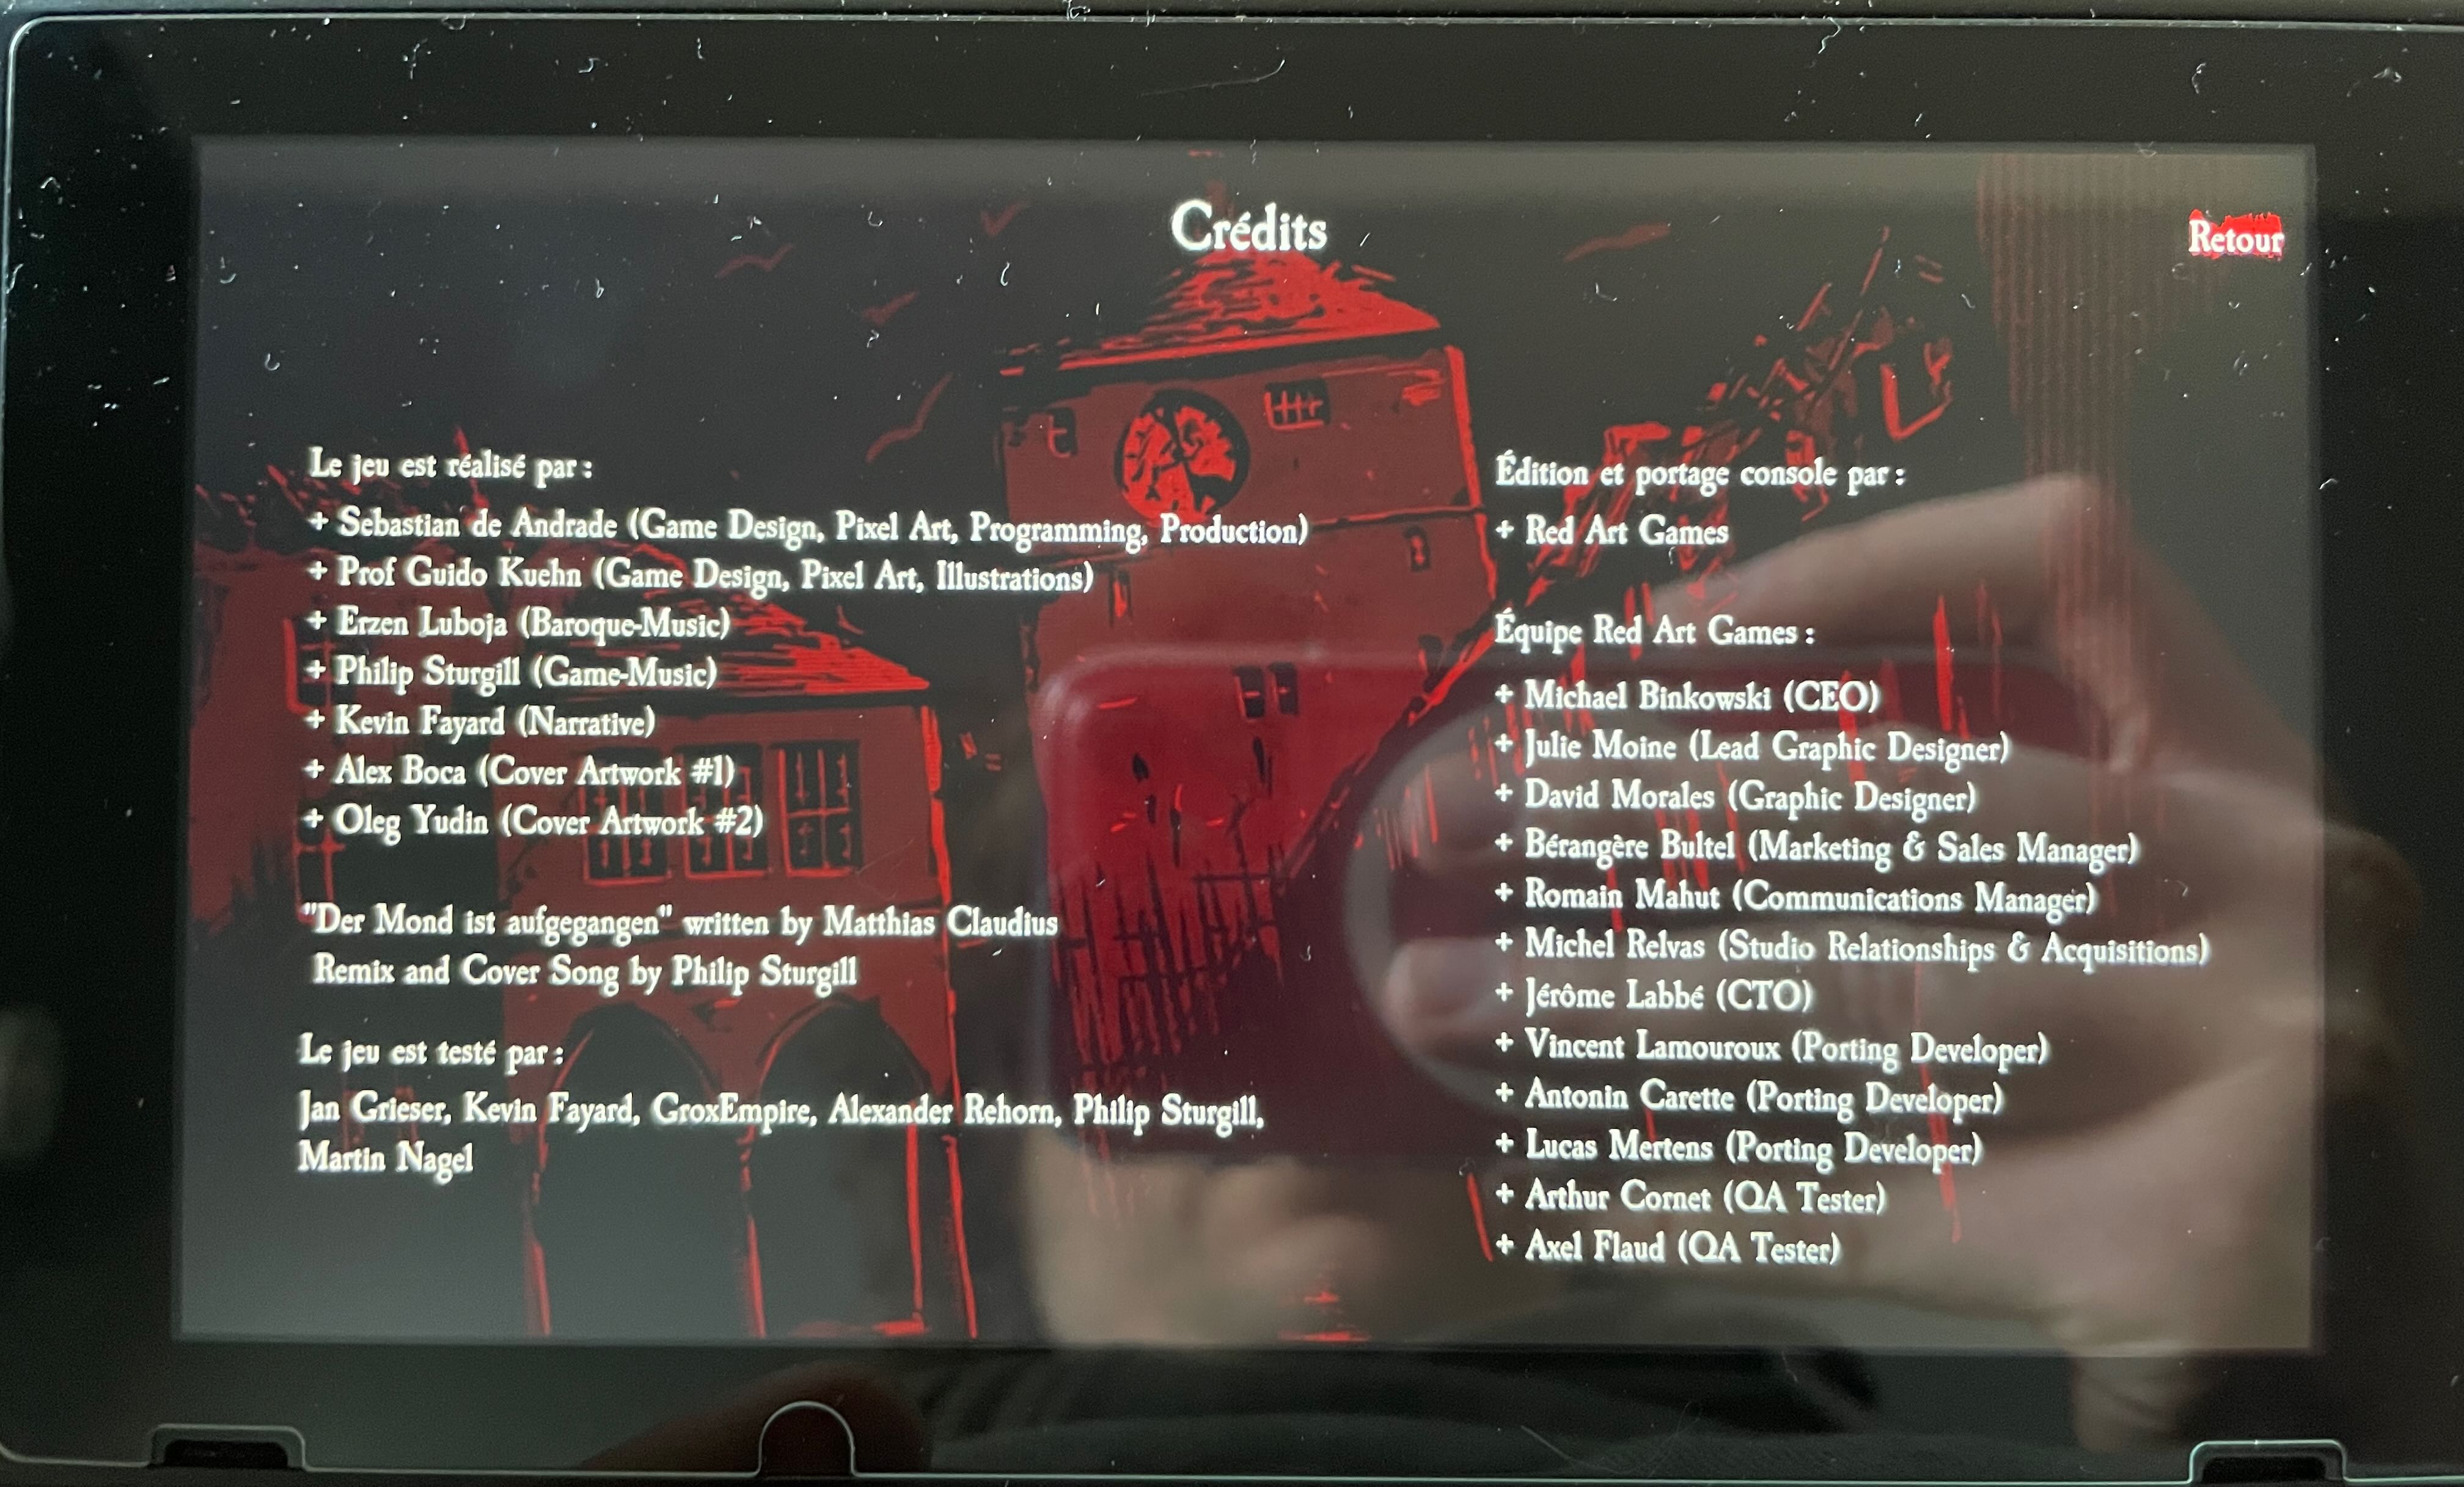 Crédits
Retour
Le jeu est réalisé par :
+ Sebastian de Andrade (Game Design, Pixel Art, Programming, Production)
+ Prof Guido Kuehn (Game Design, Pixel Art, Illustrations)
+ Erzen Luboja (Baroque-Music)
+ Philip Sturgill (Game-Music)
+ Kevin Fayard (Narrative)
+ Alex Boca (Cover Artwork #1)
+ Oleg Yudin (Cover Artwork #2)
"Der Mond ist aufgegangen" written by Matthias Claudius
Remix and Cover Song by Philip Sturgill
Le jeu est testé par :
Jan Grieser, Kevin Fayard, GroxEmpire, Alexander Rehorn, Philip Sturgill,
Martin Nagel
Édition et portage console par :
+ Red Art Games
Équipe Red Art Games :
+ Michael Binkowski (CEO)
+ Julie Moine (Lead Graphic Designer)
+ David Morales (Graphic Designer)
+ Bérangère Bultel (Marketing & Sales Manager)
+ Romain Mahut (Communications Manager)
+ Michel Relvas (Studio Relationships & Acquisitions)
+ Jérôme Labbé (CTO)
+ Vincent Lamouroux (Porting Developer)
+ Antonin Carette (Porting Developer)
+ Lucas Mertens (Porting Developer)
+ Arthur Cornet (QA Tester)
+ Axel Flaud (QA Tester)